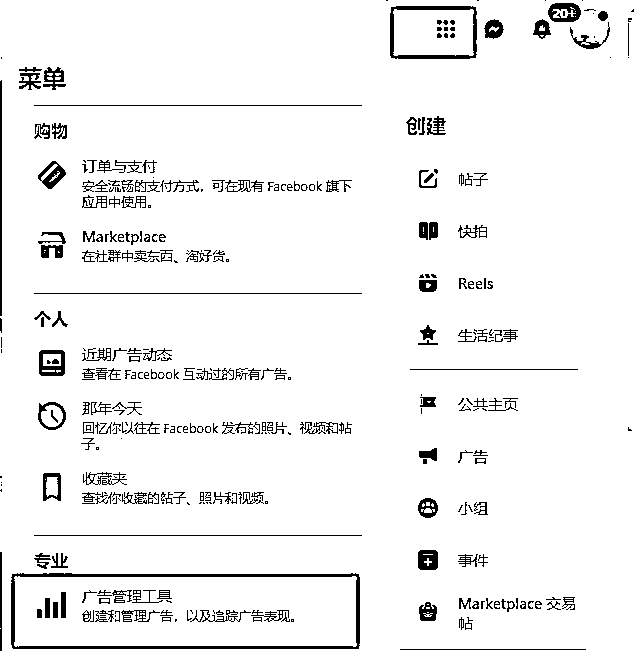 20+
菜单
购物
订单与支付
安全流畅的支付方式，可在现有 Facebook 旗下
应用中使用。
Marketplace
在社群中卖东西、淘好货。
个人
近期广告动态
查看在 Facebook 互动过的所有广告。
那年今天
回忆你以往在 Facebook 发布的照片、视频和帖
子。
收藏夹
查找你收藏的帖子、照片和视频。
专业
广告管理工具
创建和管理广告，以及追踪广告表现。
创建
帖子
快拍
Reels
生活纪事
公共主页
广告
小组
事件
Marketplace 交易
帖